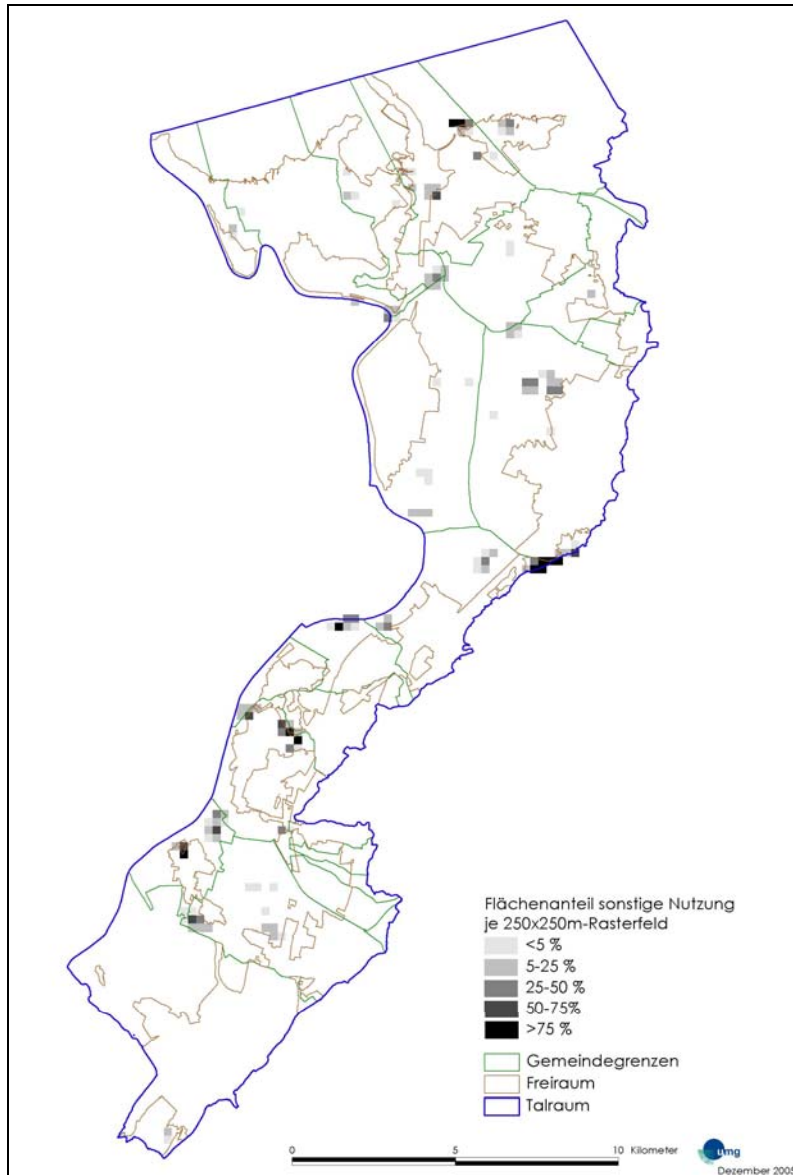 Flächenanteil sonstige Nutzung
je 250x250m-Rasterfeld
<5 %
5-25 %
25-50 %
50-75%
>75 %
Gemeindegrenzen
Freiraum
Talraum
0 5 10 Kilometer
umg
Dezember 2005